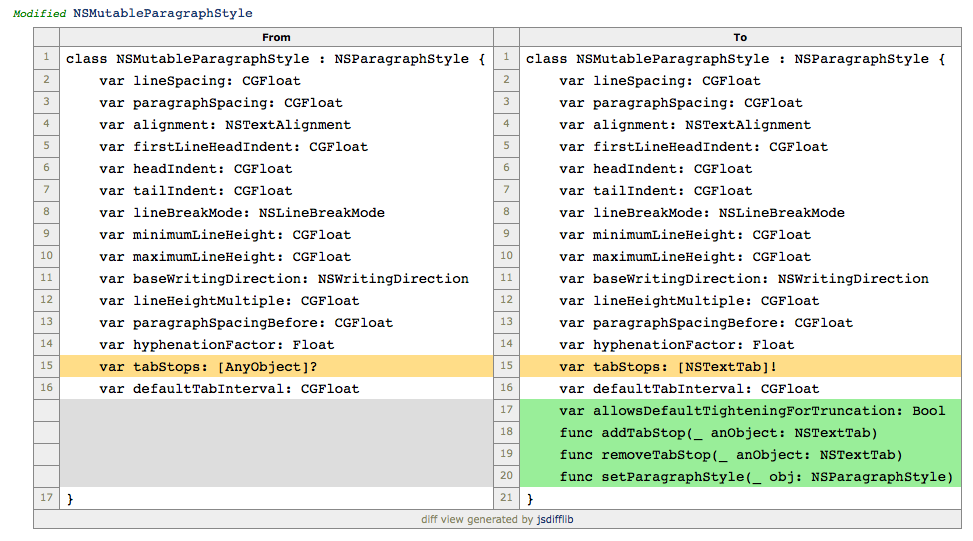 Modified NSMutableParagraphStyle
From To
1 class NSMutableParagraphStyle : NSParagraphStyle { 1 class NSMutableParagraphStyle : NSParagraphStyle {
2 var lineSpacing: CGFloat 2 var lineSpacing: CGFloat
3 var paragraphSpacing: CGFloat 3 var paragraphSpacing: CGFloat
4 var alignment: NSTextAlignment 4 var alignment: NSTextAlignment
5 var firstLineHeadIndent: CGFloat 5 var firstLineHeadIndent: CGFloat
6 var headIndent: CGFloat 6 var headIndent: CGFloat
7 var tailIndent: CGFloat 7 var tailIndent: CGFloat
8 var lineBreakMode: NSLineBreakMode 8 var lineBreakMode: NSLineBreakMode
9 var minimumLineHeight: CGFloat 9 var minimumLineHeight: CGFloat
10 var maximumLineHeight: CGFloat 10 var maximumLineHeight: CGFloat
11 var baseWritingDirection: NSWritingDirection 11 var baseWritingDirection: NSWritingDirection
12 var lineHeightMultiple: CGFloat 12 var lineHeightMultiple: CGFloat
13 var paragraphSpacingBefore: CGFloat 13 var paragraphSpacingBefore: CGFloat
14 var hyphenationFactor: Float 14 var hyphenationFactor: Float
15 var tabStops: [AnyObject]? 15 var tabStops: [NSTextTab]!
16 var defaultTabInterval: CGFloat 16 var defaultTabInterval: CGFloat
17 var allowsDefaultTighteningForTruncation: Bool
18 func addTabStop(_ anObject: NSTextTab)
19 func removeTabStop(_ anObject: NSTextTab)
20 func setParagraphStyle(_ obj: NSParagraphStyle)
17 } 21 }
diff view generated by jsdifflib